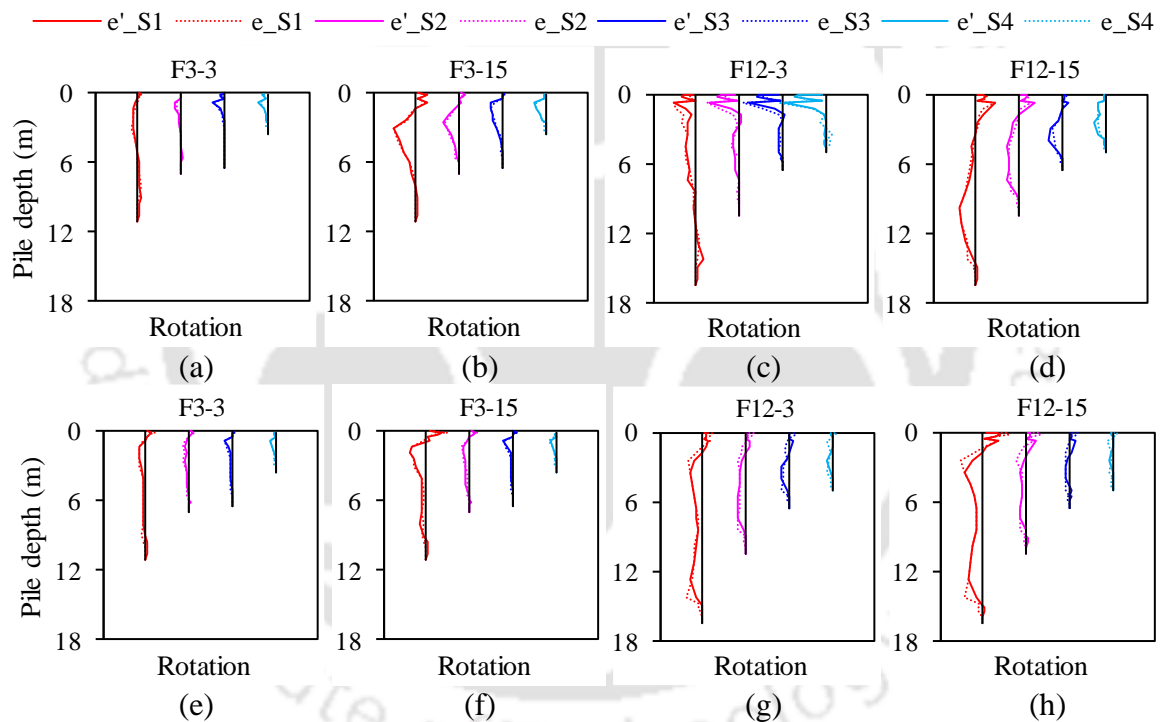 e'_S1 e_S1 e'_S2 e_S2 e'_S3 e_S3 e'_S4 e_S4
F3-3 F3-15 F12-3 F12-15
Pile depth (m)
0 0 0 0
6 6 6 6
12 12 12 12
18 18 18 18
Rotation Rotation Rotation Rotation
(a) (b) (c) (d)
F3-3 F3-15 F12-3 F12-15
Pile depth (m)
0 0 0 0
6 6 6 6
12 12 12 12
18 18 18 18
Rotation Rotation Rotation Rotation
(e) (f) (g) (h)